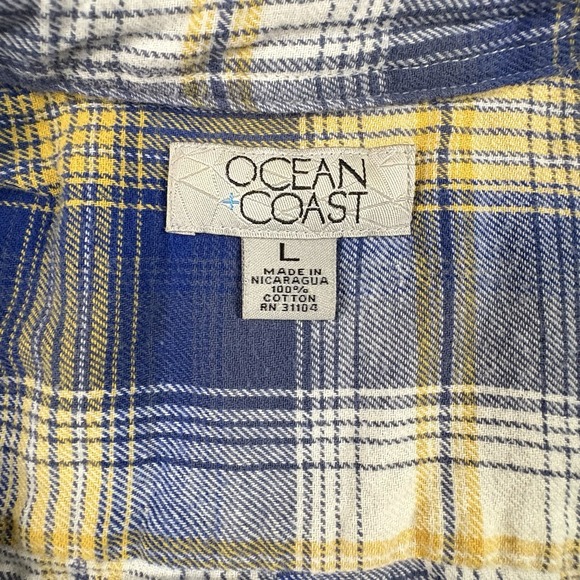 OCEAN
+COAST
L
MADE IN
NICARAGUA
100%
COTTON
RN 31104